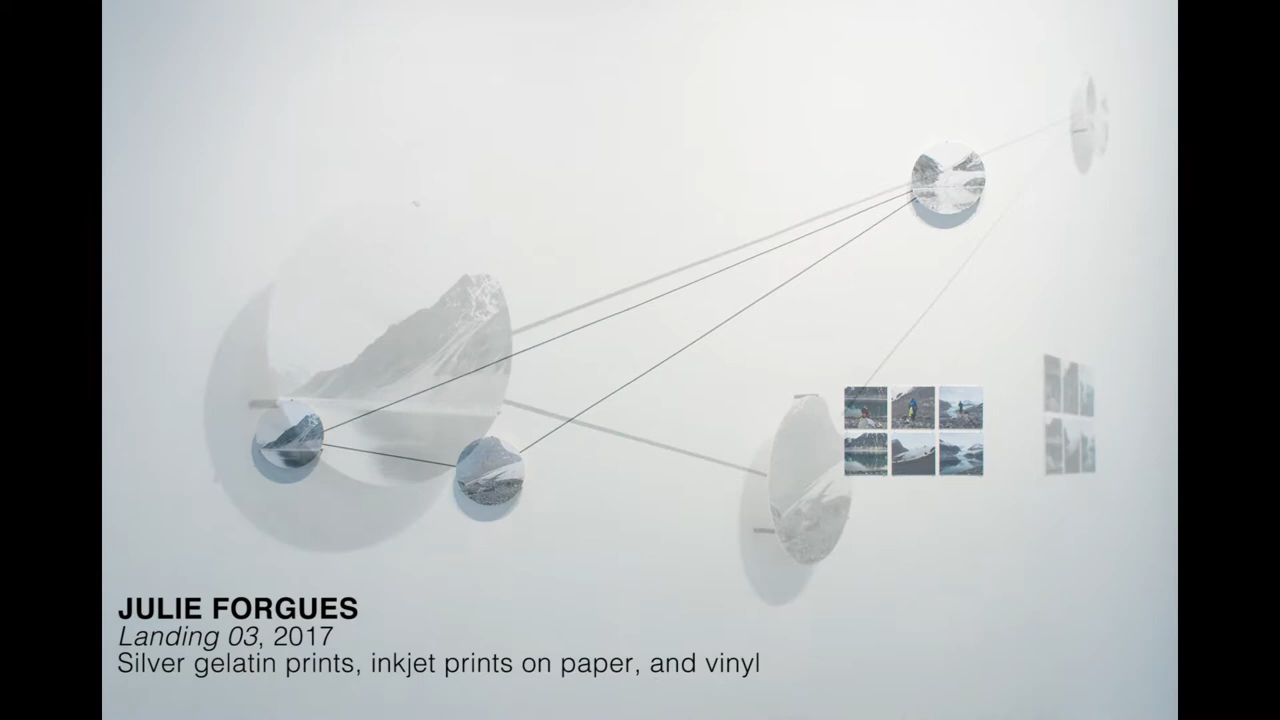 JULIE FORGUES
Landing 03, 2017
Silver gelatin prints, inkjet prints on paper, and vinyl